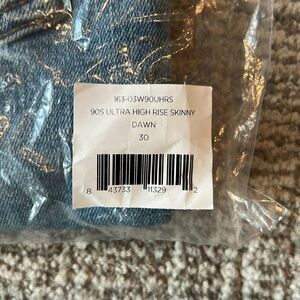 163-03W90UHRS
90S ULTRA HIGH RISE SKINNY
DAWN
30
8 43733 11329 2